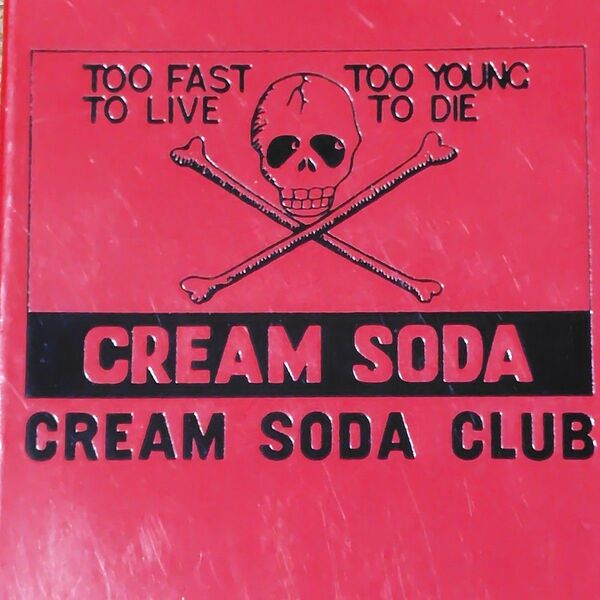 TOO FAST TO LIVE
TOO YOUNG TO DIE
CREAM SODA
CREAM SODA CLUB